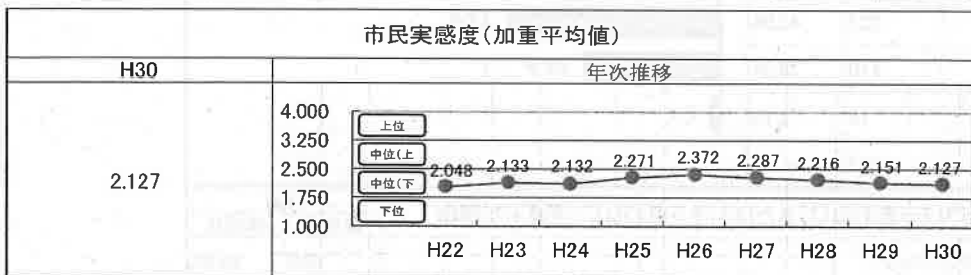 市民実感度(加重平均値)
H30
年次推移
2.127
4.000
3.250
2.500
1.750
1.000
上位
中位(上
中位(下
下位
2.048 2.133 2.132 2.271 2.372 2.287 2.216 2.151 2.127
H22 H23 H24 H25 H26 H27 H28 H29 H30